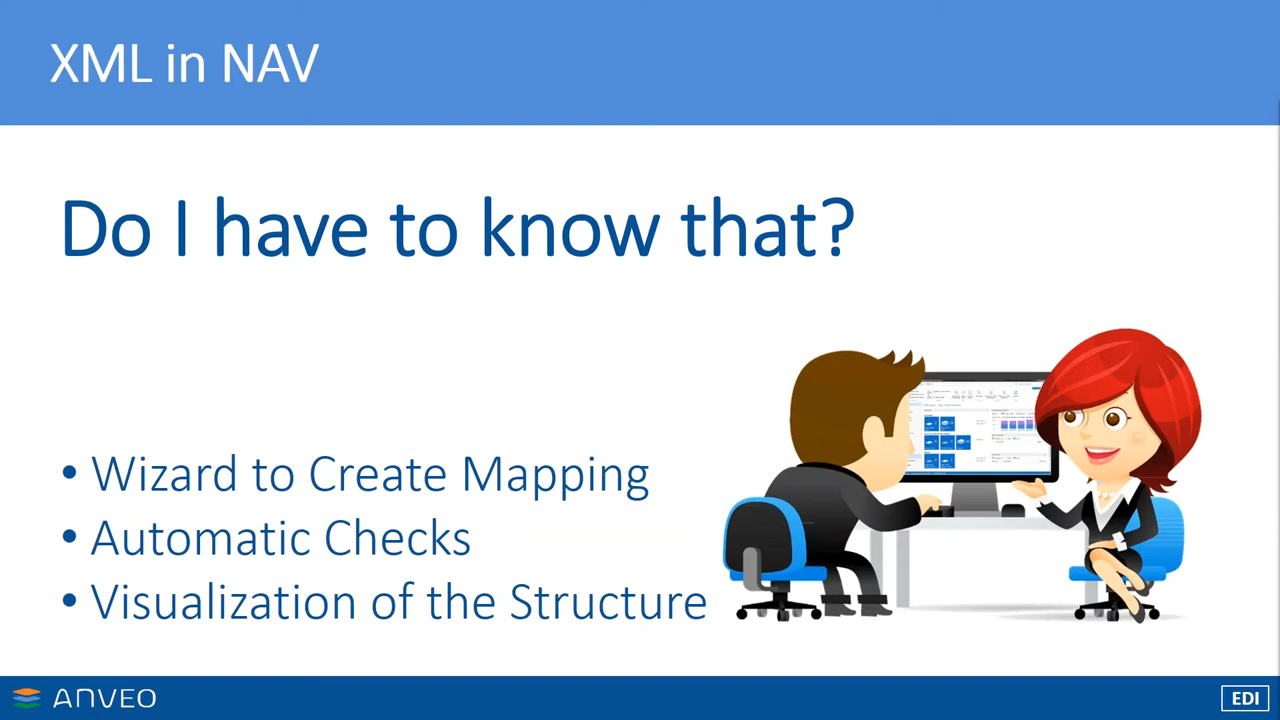 XML in NAV
Do I have to know that?
• Wizard to Create Mapping
• Automatic Checks
• Visualization of the Structure
ANVEO
EDI